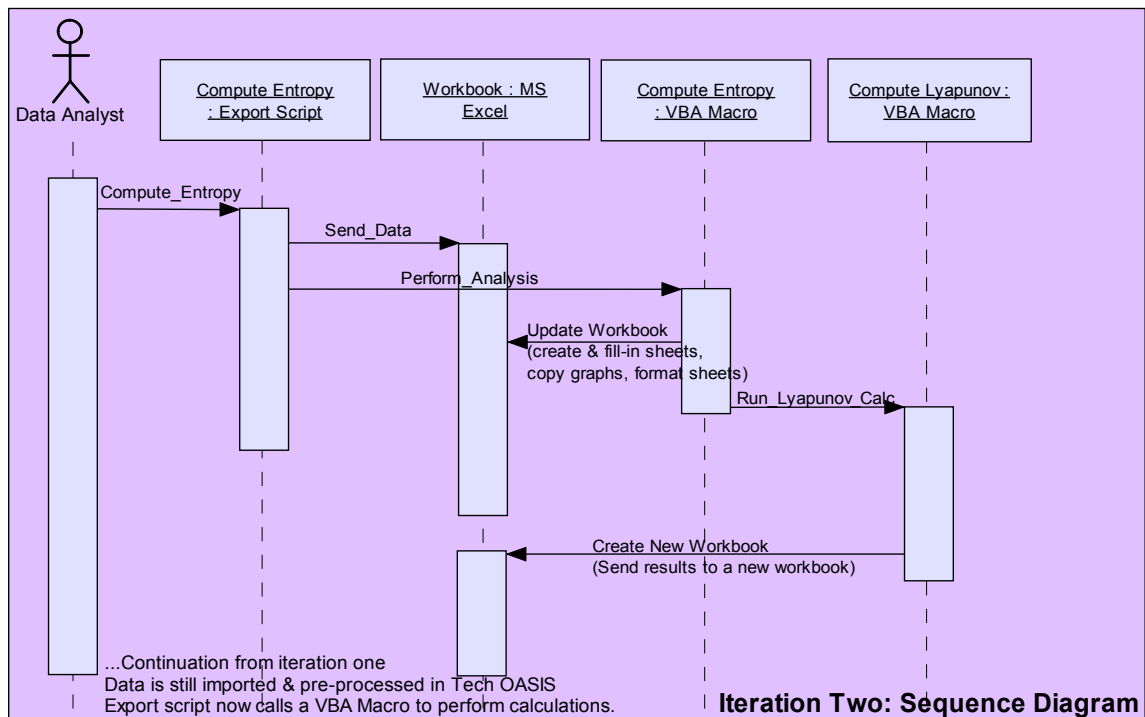 Data Analyst
Compute Entropy
: Export Script
Workbook : MS
Excel
Compute Entropy
: VBA Macro
Compute Lyapunov :
VBA Macro
Compute_Entropy
Send_Data
Perform_Analysis
Update Workbook
(create & fill-in sheets,
copy graphs, format sheets)
Run_Lyapunov_Calc
Create New Workbook
(Send results to a new workbook)
...Continuation from iteration one
Data is still imported & pre-processed in Tech OASIS
Export script now calls a VBA Macro to perform calculations.
Iteration Two: Sequence Diagram